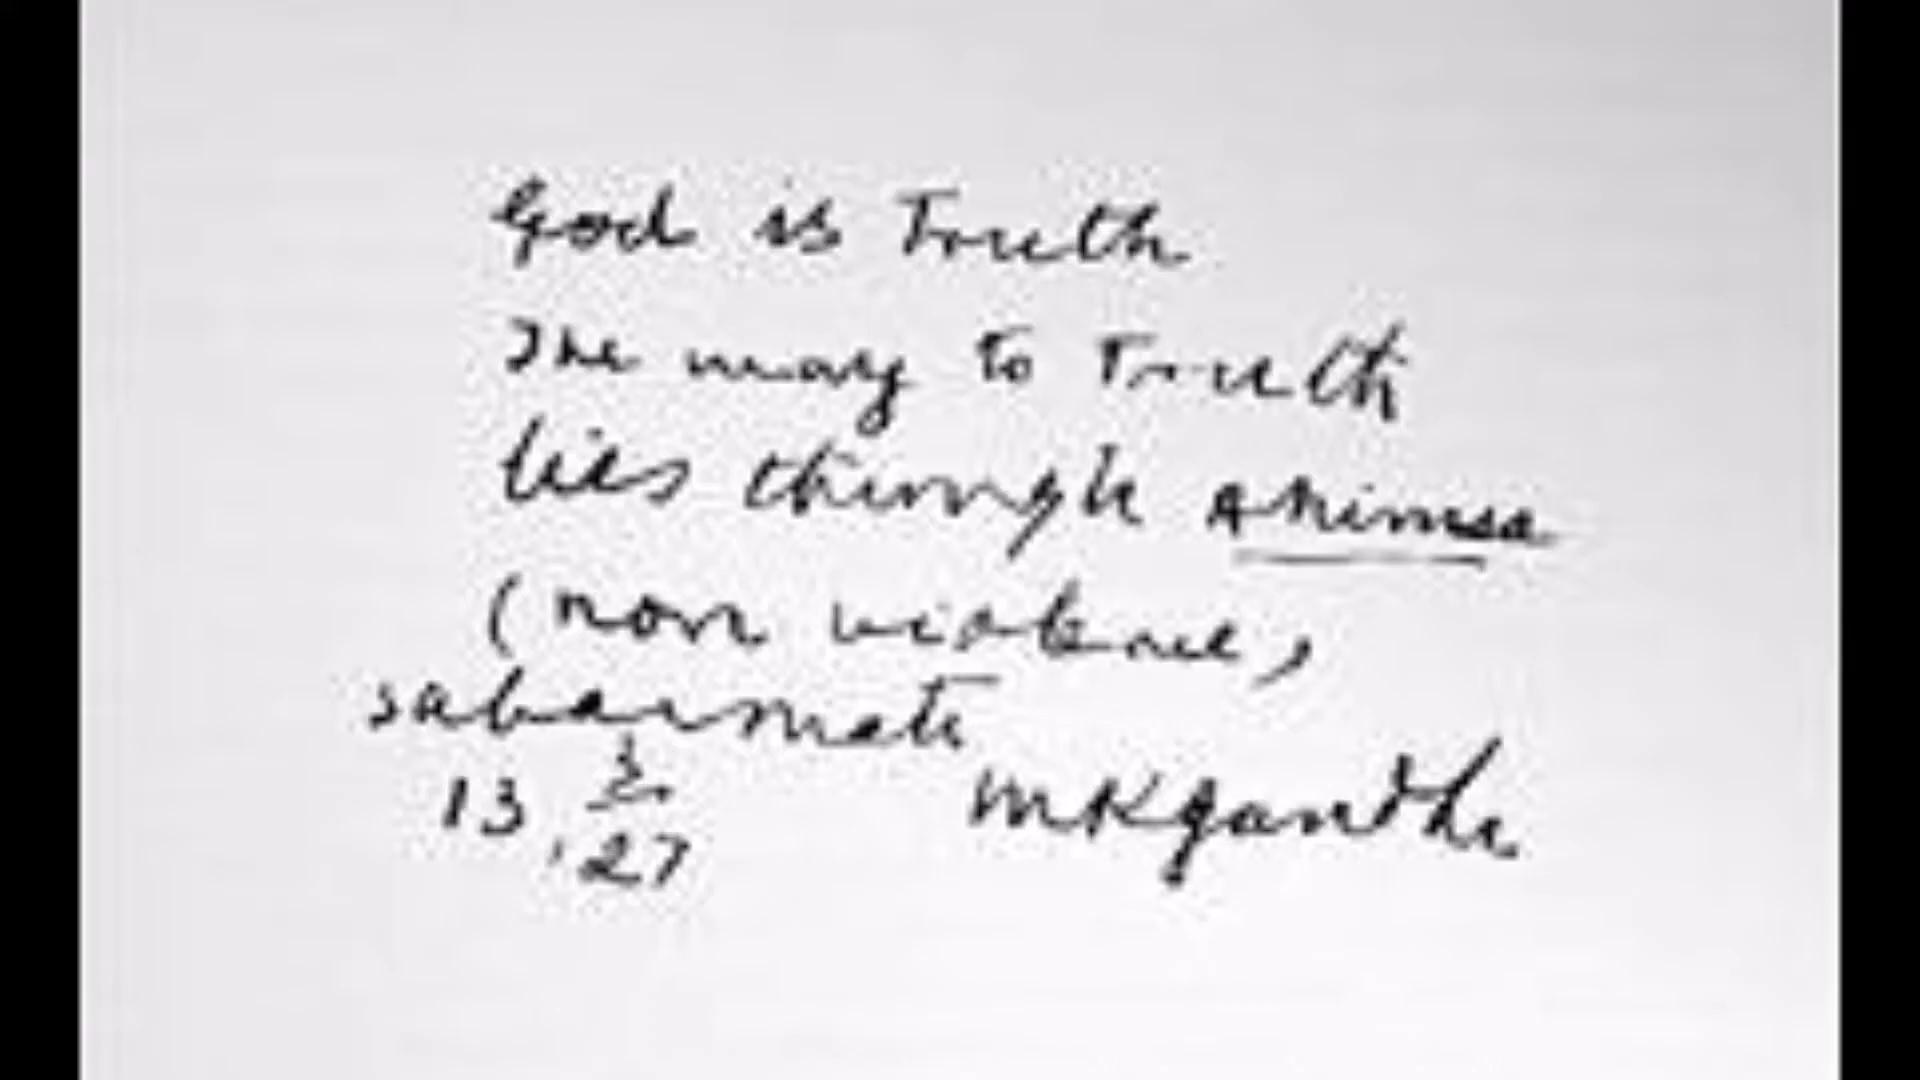 God is Truth
The way to Truth
lies through ahimsa
(non violence)
Sabarmati
13.3.27
MKGandhi